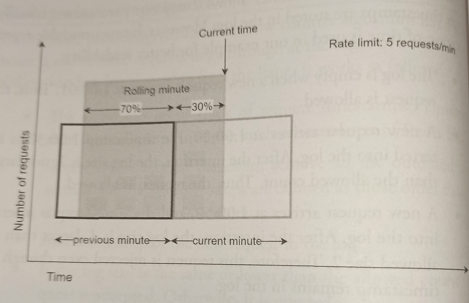 Current time
Rate limit: 5 requests/min
Rolling minute
70%
30%
Number of requests
previous minute
current minute
Time